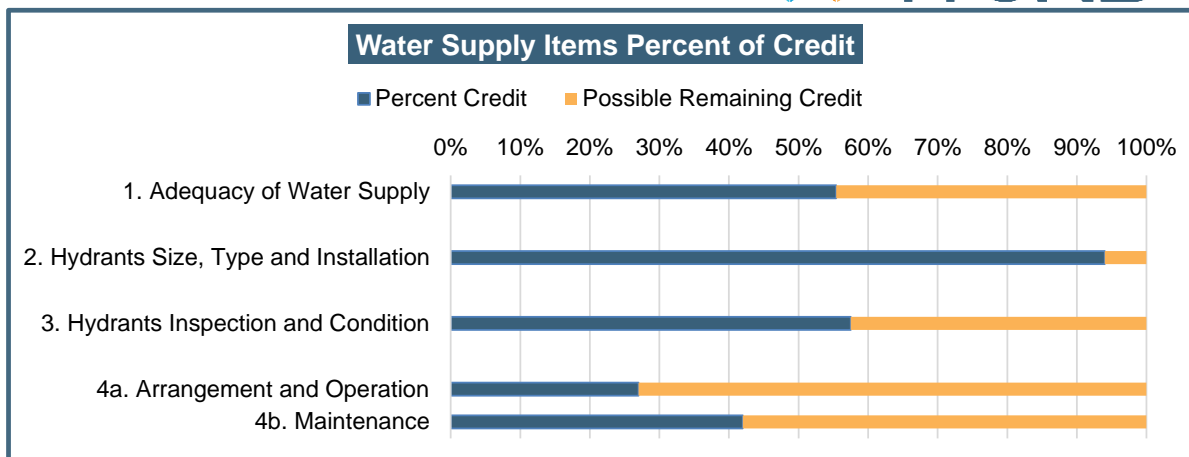 Water Supply Items Percent of Credit
Percent Credit Possible Remaining Credit
0% 10% 20% 30% 40% 50% 60% 70% 80% 90% 100%
1. Adequacy of Water Supply
2. Hydrants Size, Type and Installation
3. Hydrants Inspection and Condition
4a. Arrangement and Operation
4b. Maintenance